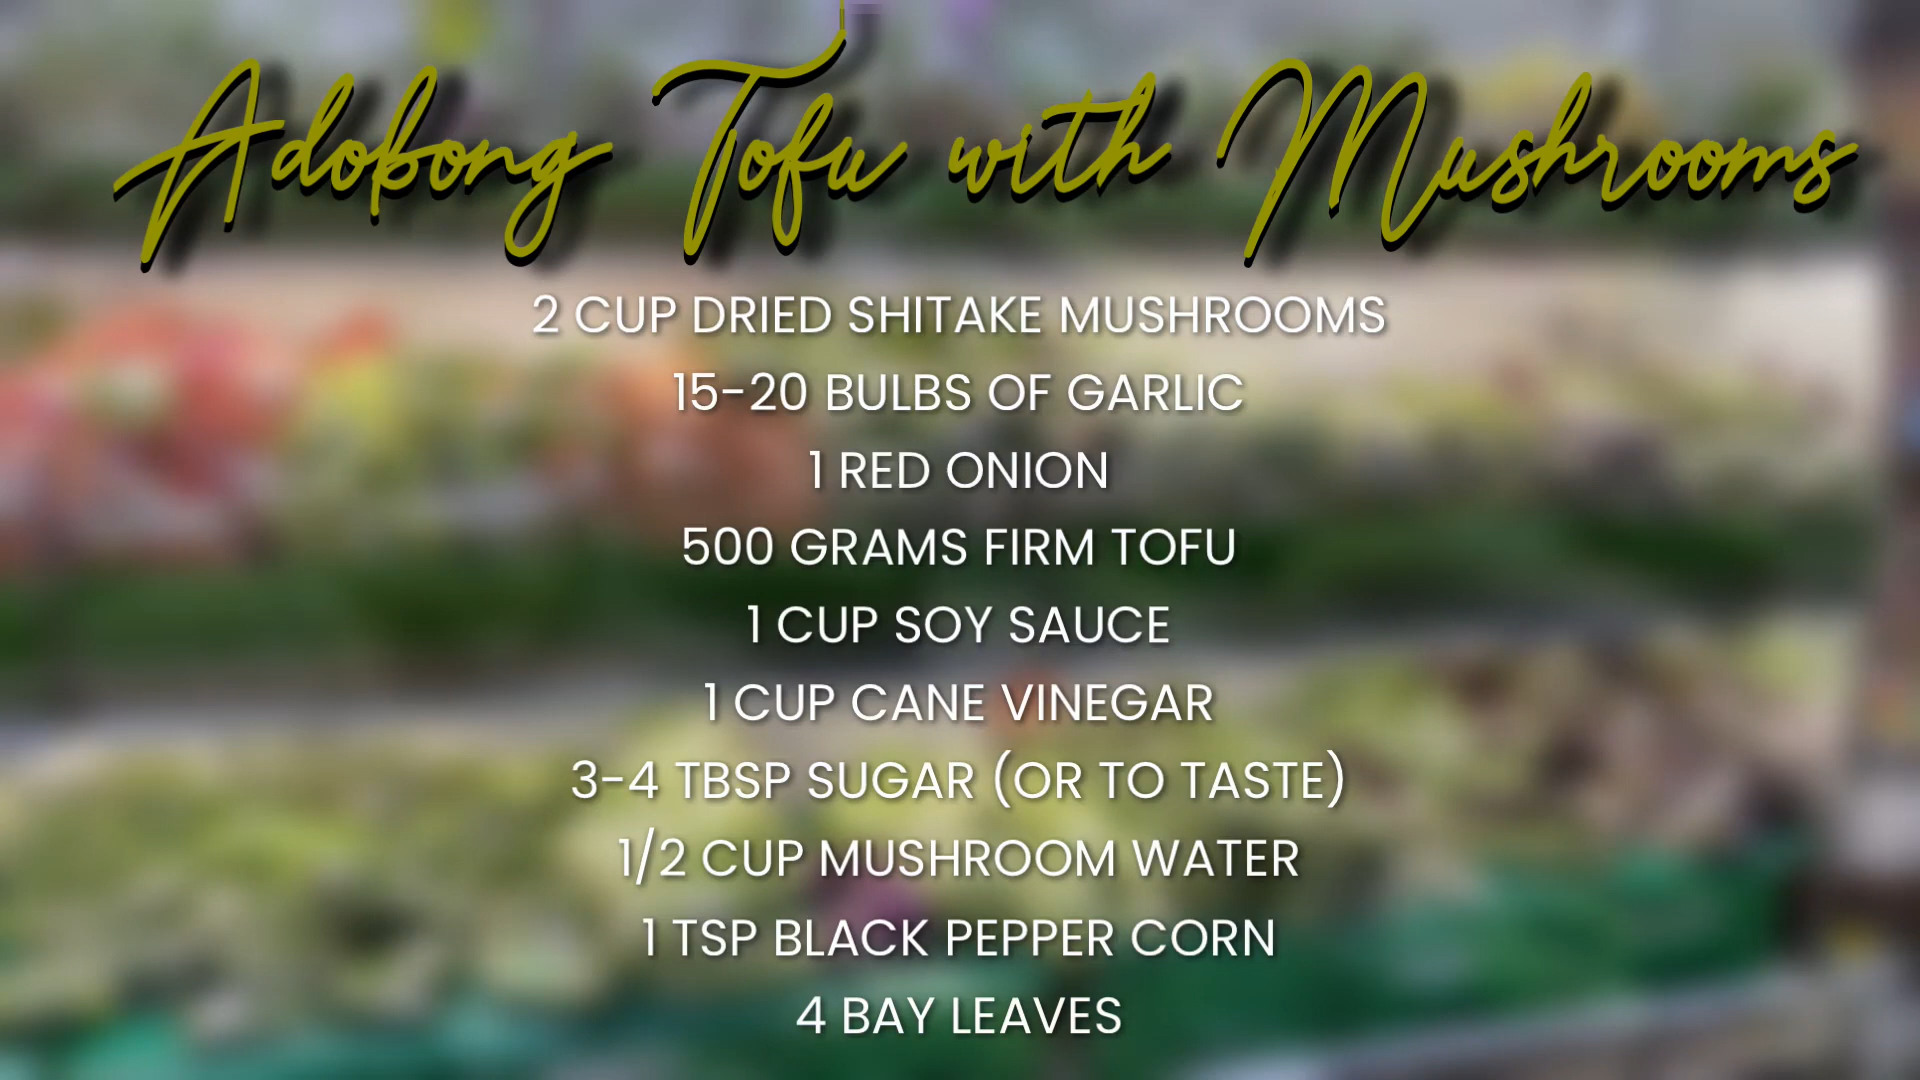 Adobong Tofu with Mushrooms
2 CUP DRIED SHITAKE MUSHROOMS
15-20 BULBS OF GARLIC
1 RED ONION
500 GRAMS FIRM TOFU
1 CUP SOY SAUCE
1 CUP CANE VINEGAR
3-4 TBSP SUGAR (OR TO TASTE)
1/2 CUP MUSHROOM WATER
1 TSP BLACK PEPPER CORN
4 BAY LEAVES